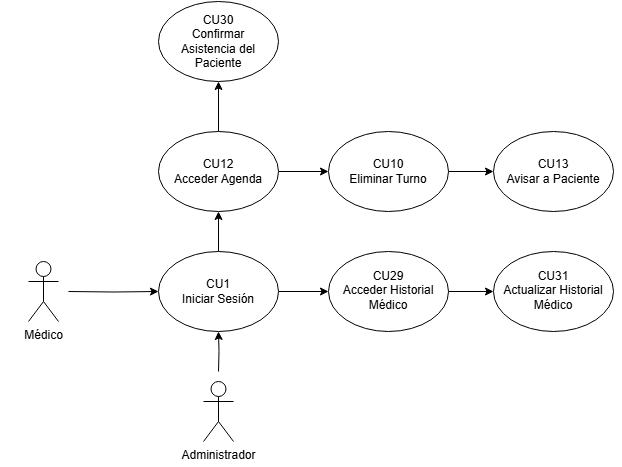 CU30
Confirmar
Asistencia del
Paciente
CU12
Acceder Agenda
CU10
Eliminar Turno
CU13
Avisar a Paciente
CU1
Iniciar Sesión
CU29
Acceder Historial
Médico
CU31
Actualizar Historial
Médico
Médico
Administrador